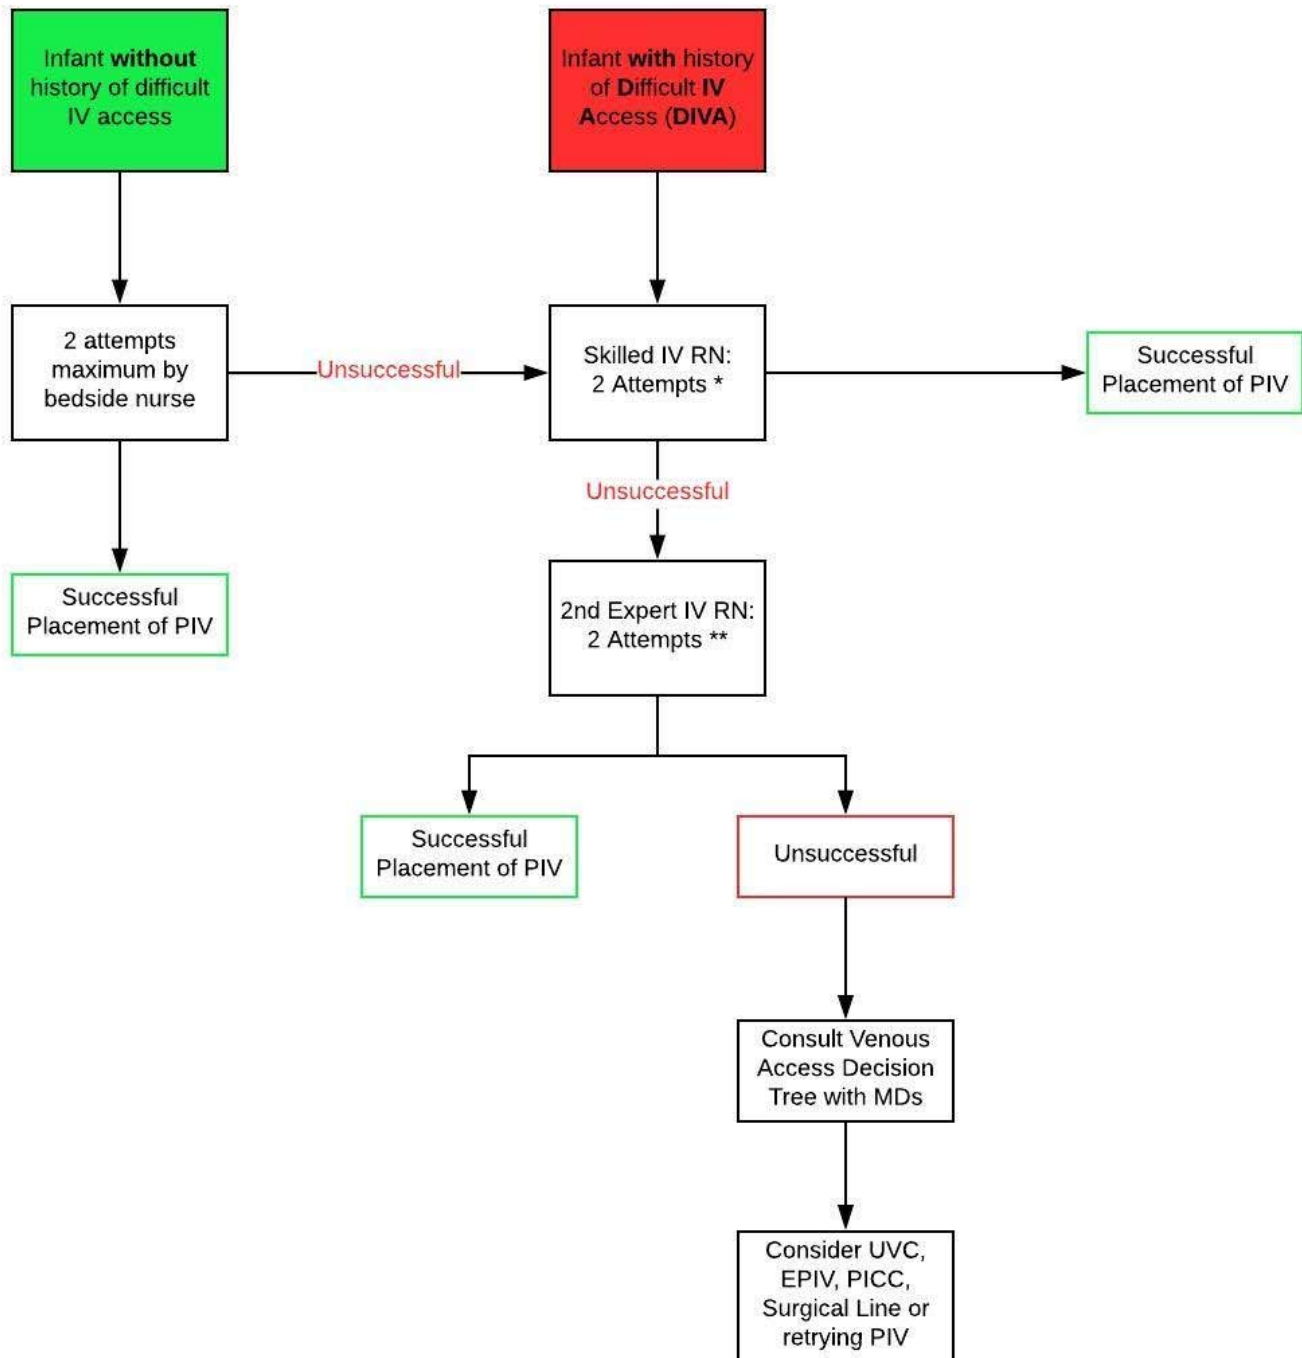 Infant without
history of difficult
IV access
Infant with history
of Difficult IV
Access (DIVA)
2 attempts
maximum by
bedside nurse
Unsuccessful
Skilled IV RN:
2 Attempts *
Successful
Placement of PIV
Unsuccessful
Successful
Placement of PIV
2nd Expert IV RN:
2 Attempts **
Successful
Placement of PIV
Unsuccessful
Consult Venous
Access Decision
Tree with MDs
Consider UVC,
EPIV, PICC,
Surgical Line or
retrying PIV